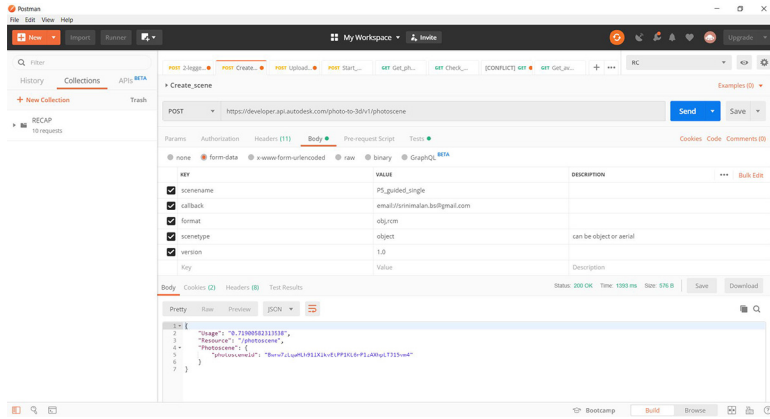 Postman
File Edit View Help
New Import Runner My Workspace Invite Upgrade
Filter
History Collections APIs BETA
+ New Collection Trash
RECAP
10 requests
POST 2-legge... POST Create... POST Upload... POST Start_... GET Get_ph... GET Check_... [CONFLICT] GET GET Get_av... + ••• RC
Create_scene Examples (0)
POST https://developer.api.autodesk.com/photo-to-3d/v1/photoscene Send Save
Params Authorization Headers (11) Body Pre-request Script Tests Cookies Code Comments (0)
none form-data x-www-form-urlencoded raw binary GraphQL BETA
KEY VALUE DESCRIPTION ••• Bulk Edit
scenename P5_guided_single
callback email://srinimalan.bs@gmail.com
format obj,rcm
scenetype object can be object or aerial
version 1.0
Key Value Description
Body Cookies (2) Headers (8) Test Results Status: 200 OK Time: 1393 ms Size: 576 B Save Download
Pretty Raw Preview JSON
1 {
2 "Usage": "0.71900582313538",
3 "Resource": "/photoscene",
4 "Photoscene": {
5 "photosceneid":
6 }
7 }
Bootcamp Build Browse